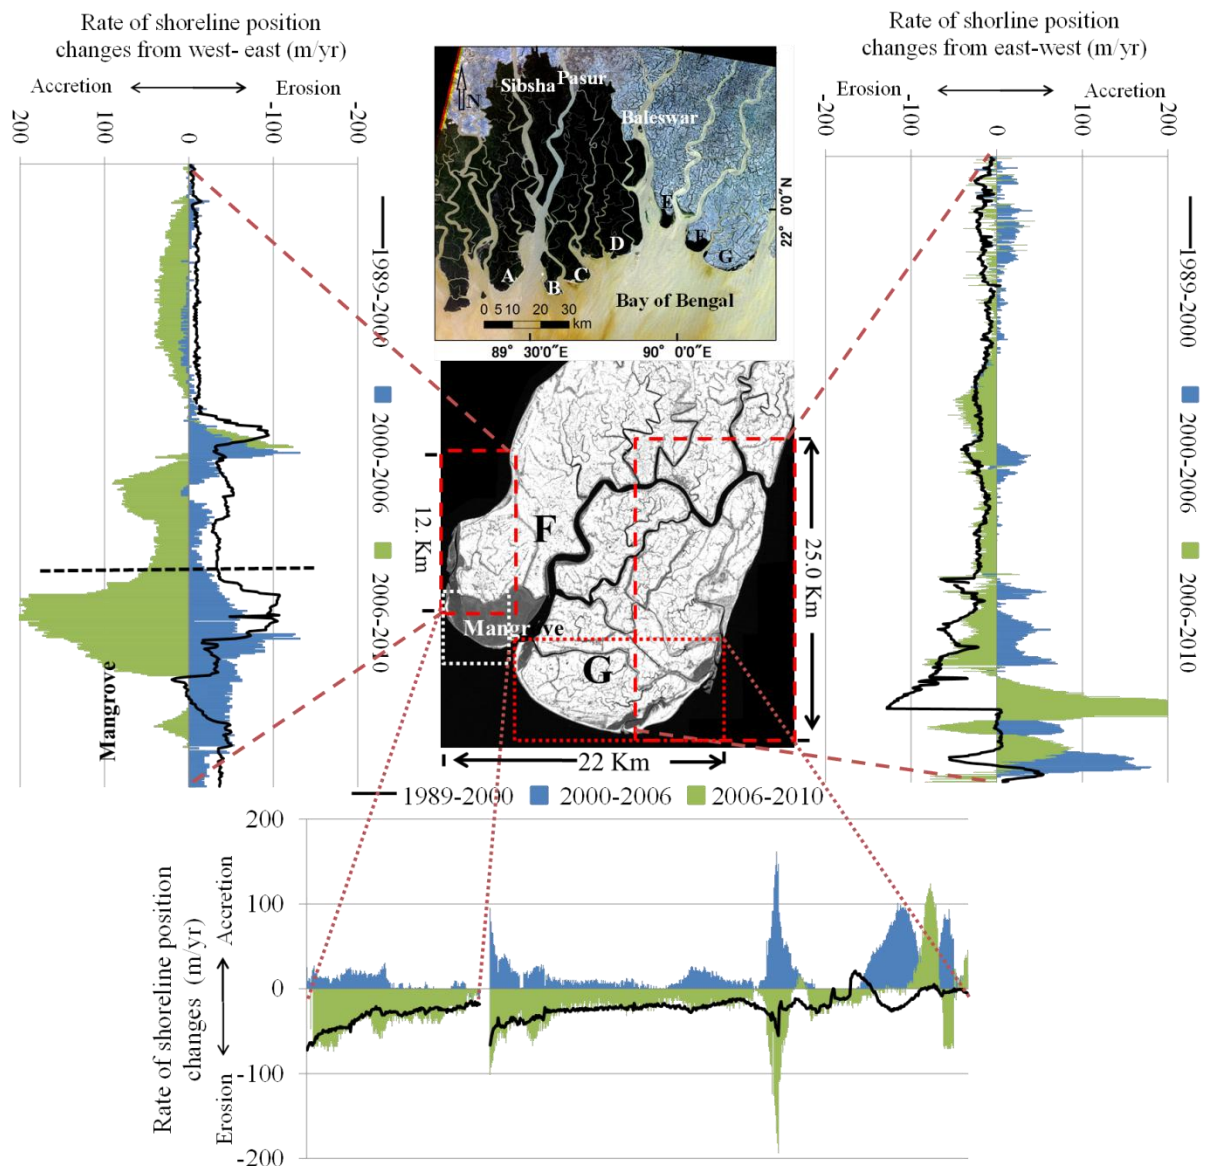 Rate of shoreline position
changes from west- east (m/yr)
Accretion
Erosion
200
100
0
-100
-200
1989-2000
2000-2006
2006-2010
Mangrove
N
Sibsha
Pasur
Baleswar
A
B
C
D
E
F
G
Bay of Bengal
0 5 10 20 30
km
22° 0'0"N
89° 30'0"E
90° 0'0"E
F
G
Mangrove
12. Km
25.0 Km
22 Km
Rate of shorline position
changes from east-west (m/yr)
Erosion
Accretion
-200
-100
0
100
200
1989-2000
2000-2006
2006-2010
1989-2000 2000-2006 2006-2010
Rate of shoreline position
changes (m/yr)
Erosion
Accretion
200
100
0
-100
-200